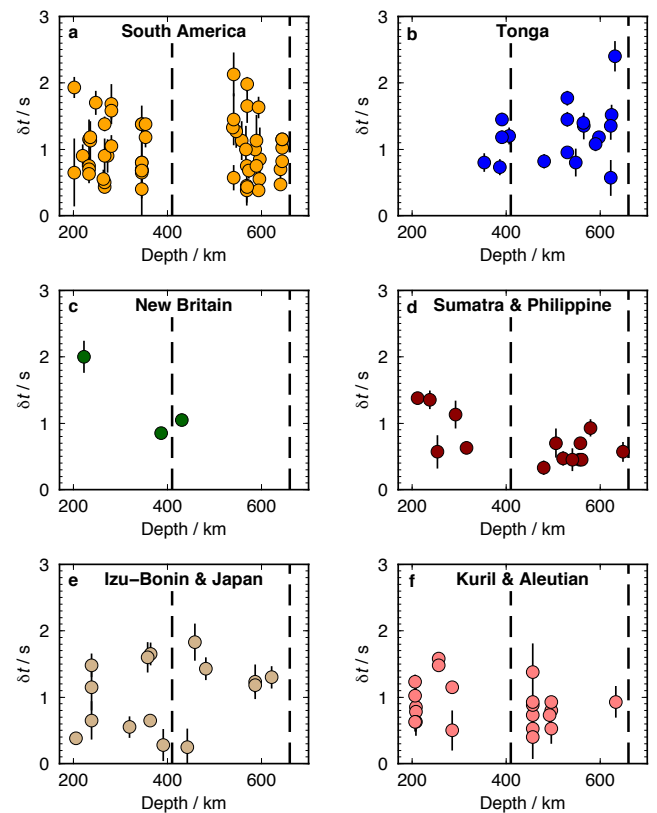 a South America
b Tonga
3
2
1
0
δt / s
200 400 600
Depth / km
3
2
1
0
δt / s
200 400 600
Depth / km
c New Britain
d Sumatra & Philippine
3
2
1
0
δt / s
200 400 600
Depth / km
3
2
1
0
δt / s
200 400 600
Depth / km
e Izu−Bonin & Japan
f Kuril & Aleutian
3
2
1
0
δt / s
200 400 600
Depth / km
3
2
1
0
δt / s
200 400 600
Depth / km